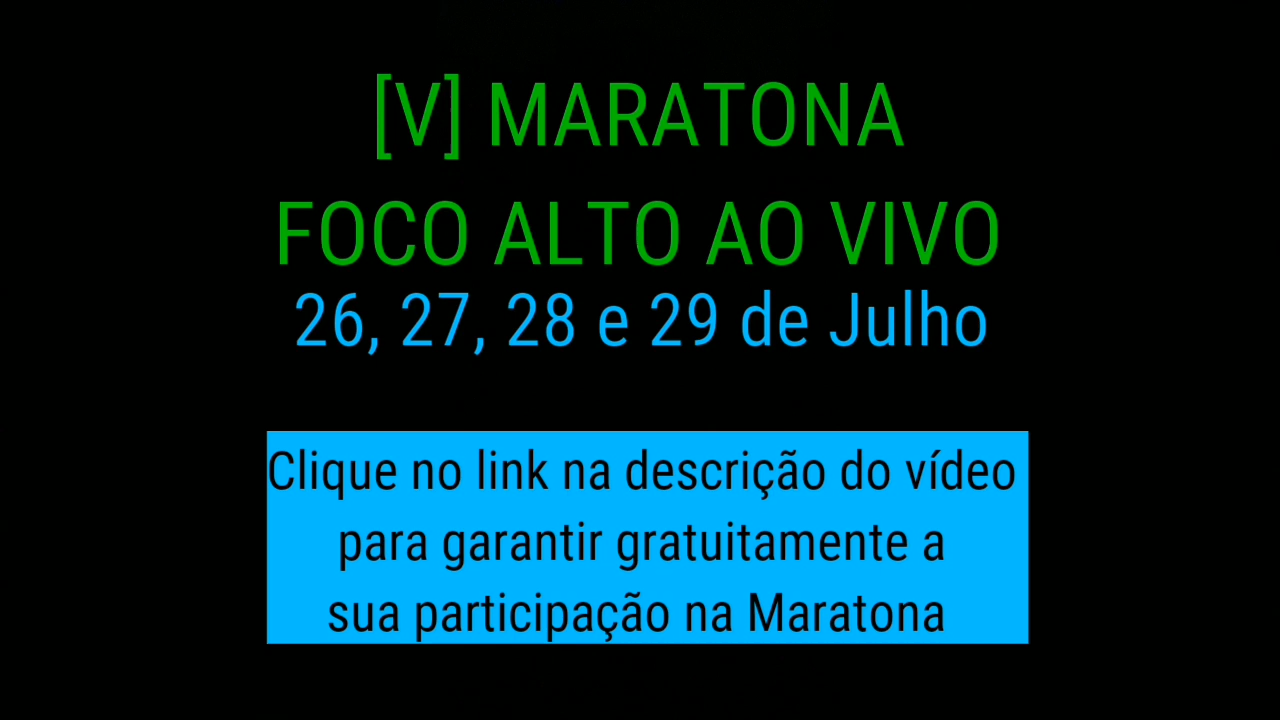 [V] MARATONA
FOCO ALTO AO VIVO
26, 27, 28 e 29 de Julho
Clique no link na descrição do vídeo
para garantir gratuitamente a
sua participação na Maratona